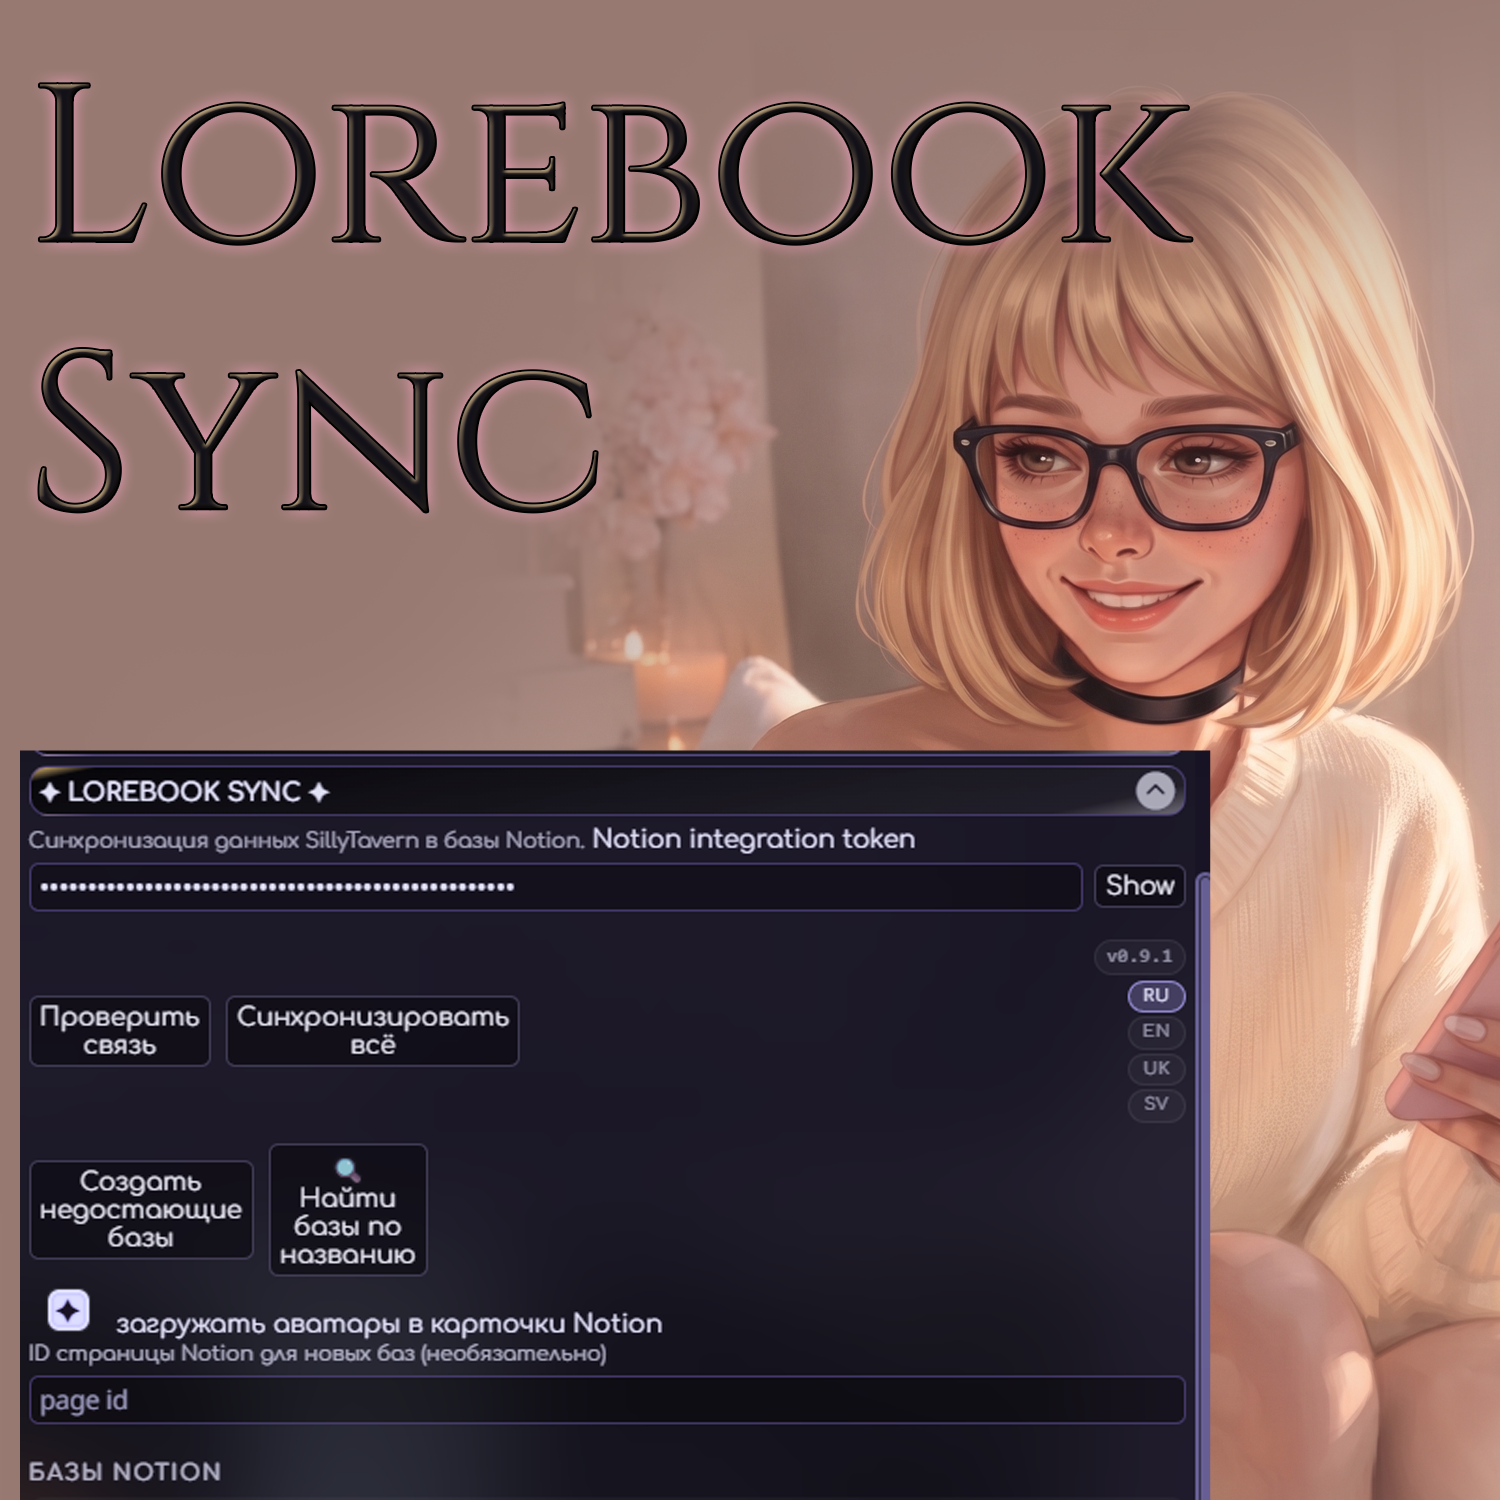 LOREBOOK
SYNC
✦ LOREBOOK SYNC ✦
Синхронизация данных SillyTavern в базы Notion. Notion integration token
••••••••••••••••••••••••••••••••••••••••••••••••••
Show
v0.9.1
RU
EN
UK
SV
Проверить
связь
Синхронизировать
всё
Создать
недостающие
базы
Найти
базы по
названию
загружать аватары в карточки Notion
ID страницы Notion для новых баз (необязательно)
page id
БАЗЫ NOTION